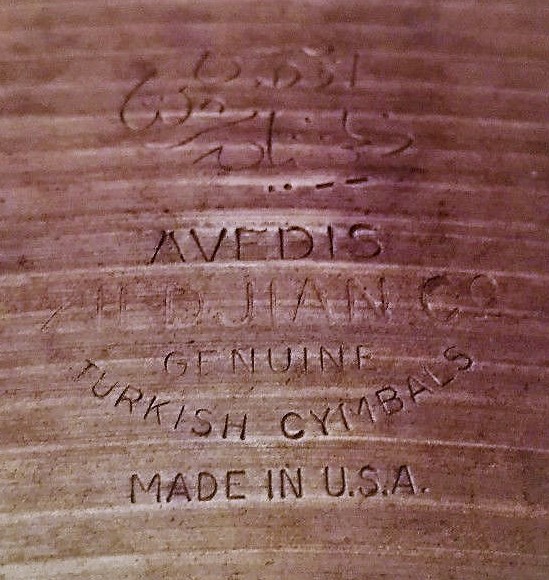 AVEDIS
ZILDJIAN Co
GENUINE
TURKISH CYMBALS
MADE IN U.S.A.